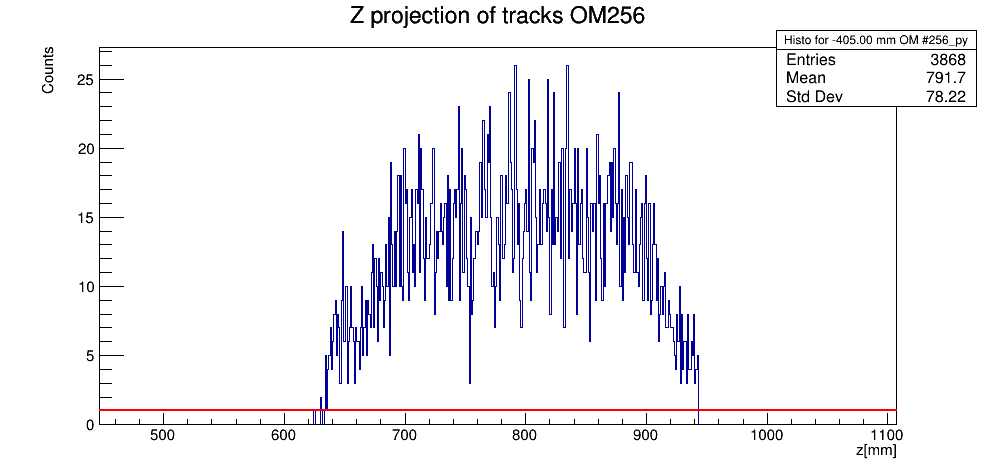 Z projection of tracks OM256
Histo for -405.00 mm OM #256_py
Entries 3868
Mean 791.7
Std Dev 78.22
Counts
25
20
15
10
5
0
500 600 700 800 900 1000 1100
z[mm]